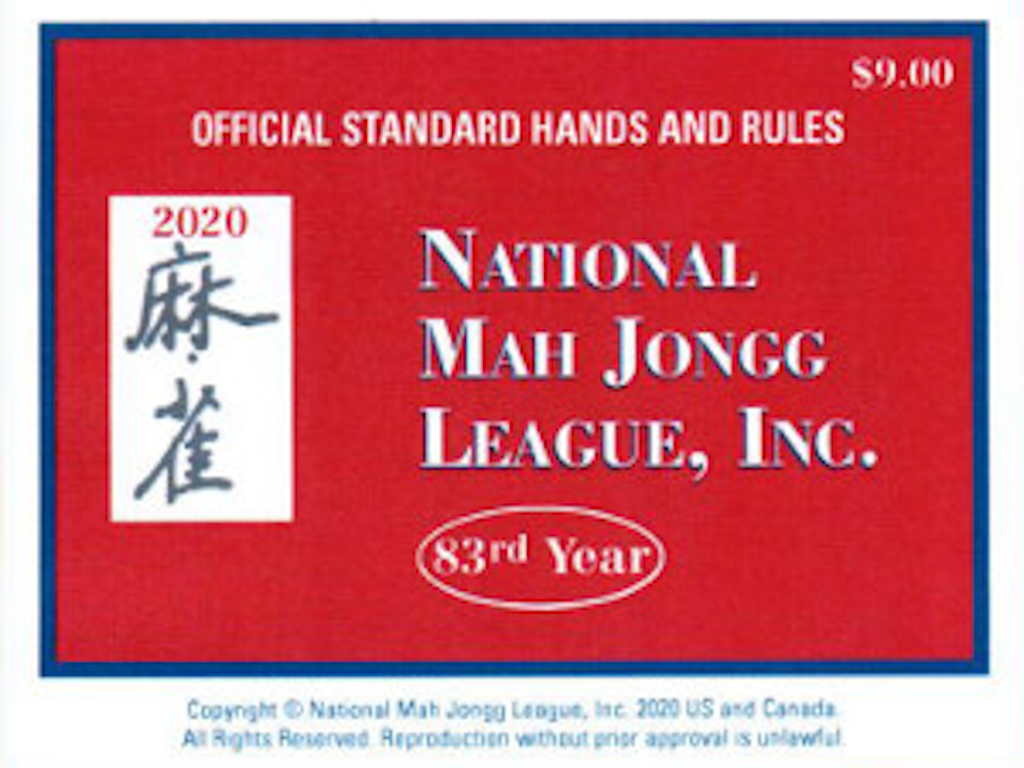 $9.00
OFFICIAL STANDARD HANDS AND RULES
2020
麻
雀
NATIONAL
MAH JONGG
LEAGUE, INC.
83rd Year
Copyright © National Mah Jongg League, Inc. 2020 US and Canada.
All Rights Reserved. Reproduction without prior approval is unlawful.